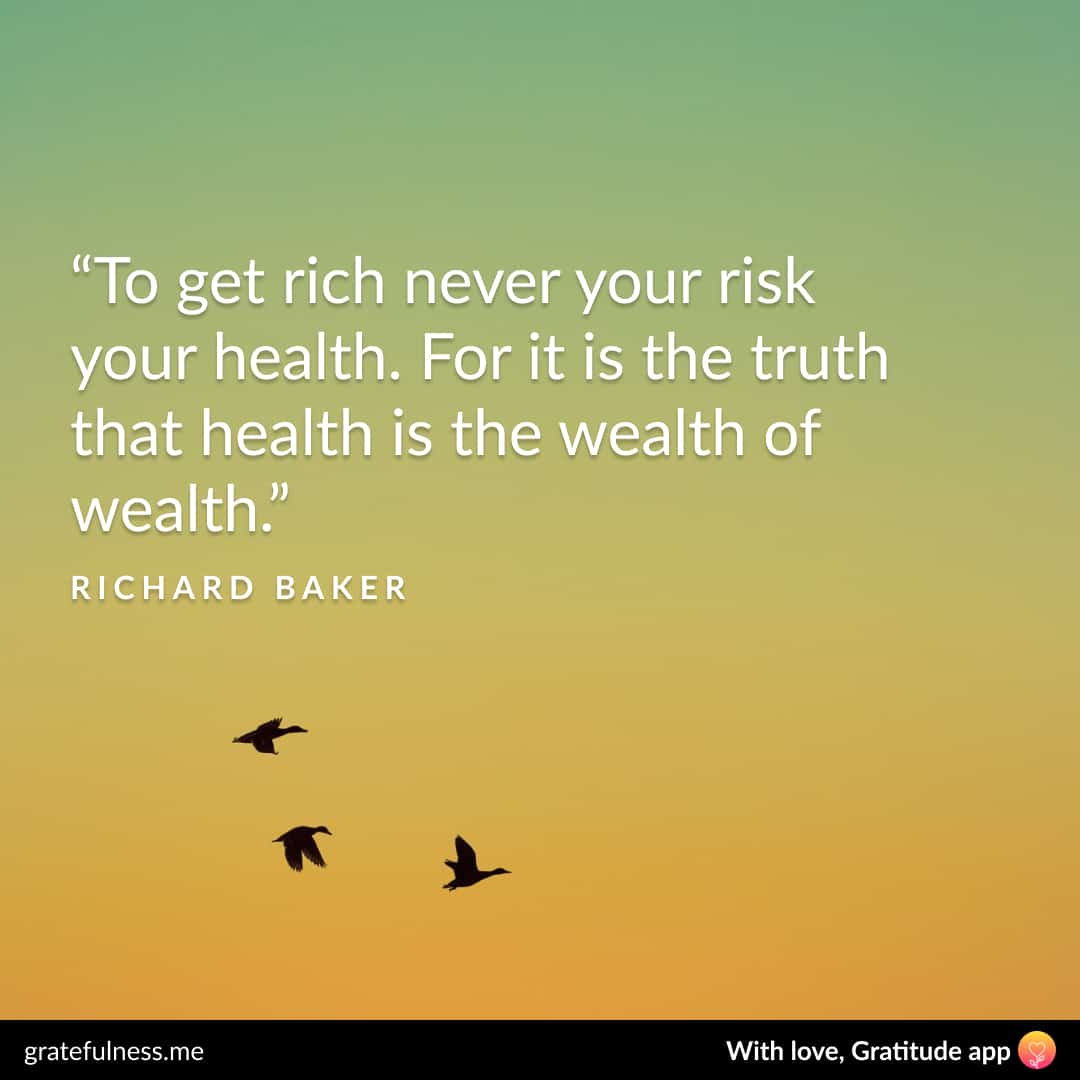 “To get rich never your risk
your health. For it is the truth
that health is the wealth of
wealth.”
RICHARD BAKER
gratefulness.me
With love, Gratitude app